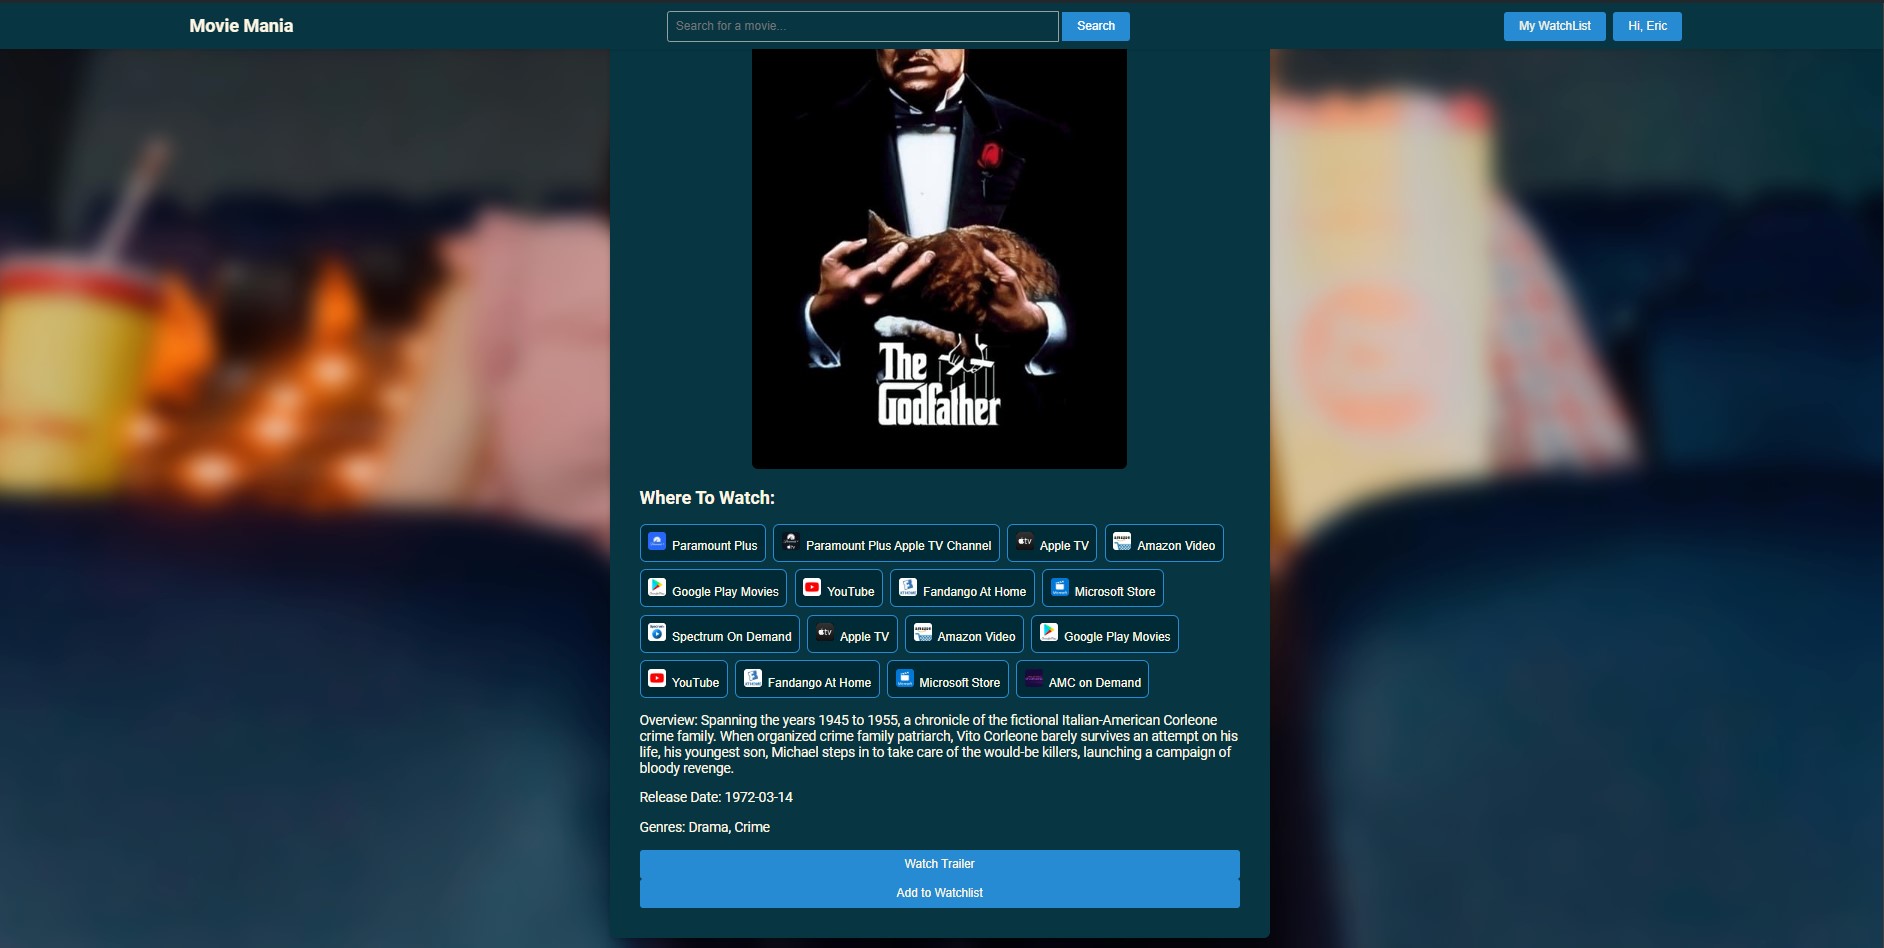 Movie Mania
Search for a movie...
Search
My WatchList
Hi, Eric
The
Godfather
Where To Watch:
Paramount Plus
Paramount Plus Apple TV Channel
Apple TV
Amazon Video
Google Play Movies
YouTube
Fandango At Home
Microsoft Store
Spectrum On Demand
Apple TV
Amazon Video
Google Play Movies
YouTube
Fandango At Home
Microsoft Store
AMC on Demand
Overview: Spanning the years 1945 to 1955, a chronicle of the fictional Italian-American Corleone
crime family. When organized crime family patriarch, Vito Corleone barely survives an attempt on his
life, his youngest son, Michael steps in to take care of the would-be killers, launching a campaign of
bloody revenge.
Release Date: 1972-03-14
Genres: Drama, Crime
Watch Trailer
Add to Watchlist